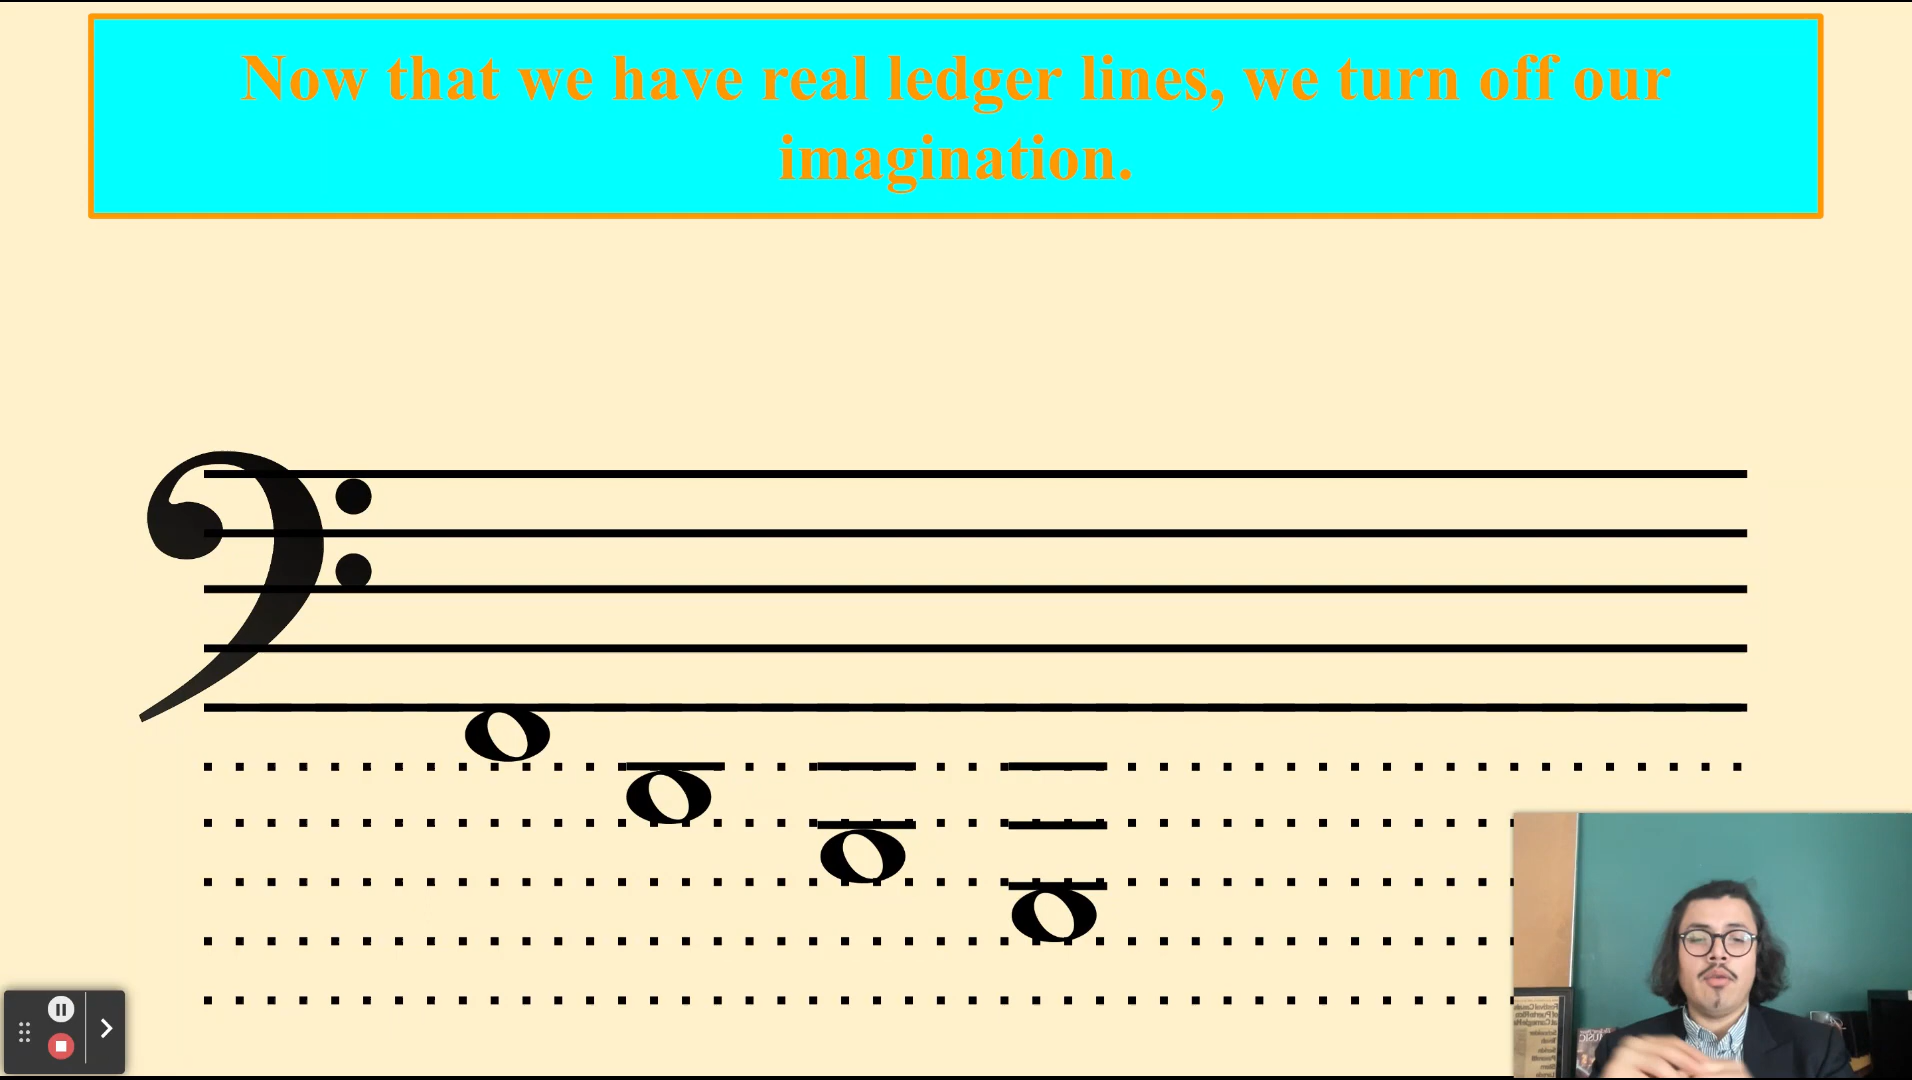 Now that we have real ledger lines, we turn off our
imagination.